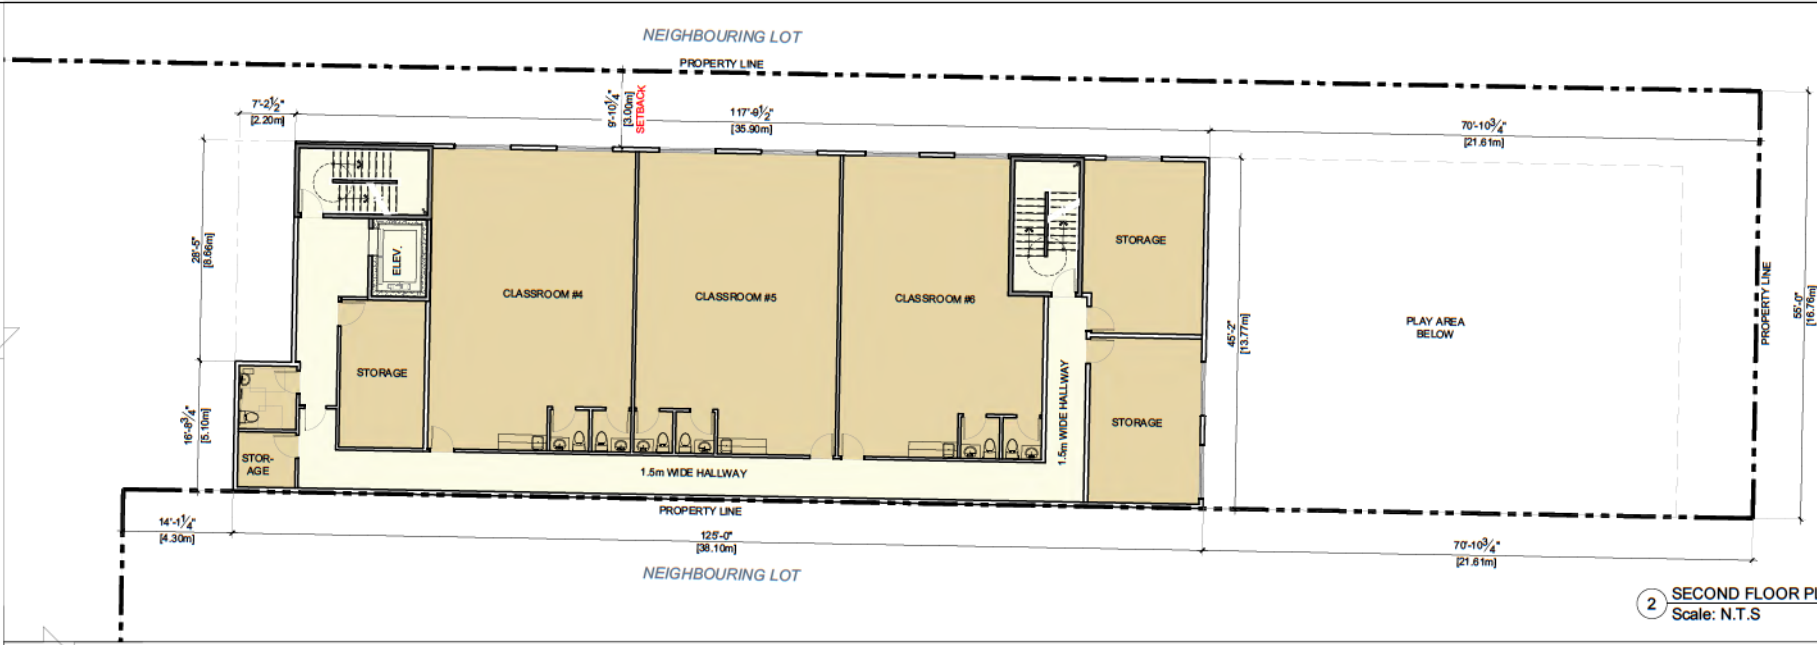 NEIGHBOURING LOT
PROPERTY LINE
7'-2½"
[2.20m]
9'-10¼"
[3.00m]
SETBACK
117'-9½"
[35.90m]
70'-10¾"
[21.61m]
28'-5"
[8.66m]
ELEV.
CLASSROOM #4
CLASSROOM #5
CLASSROOM #6
STORAGE
45'-2"
[13.77m]
PLAY AREA
BELOW
PROPERTY LINE
55'-0"
[16.76m]
STORAGE
1.5m WIDE HALLWAY
STORAGE
16'-8¾"
[5.10m]
STOR-
AGE
1.5m WIDE HALLWAY
PROPERTY LINE
14'-1¼"
[4.30m]
125'-0"
[38.10m]
70'-10¾"
[21.61m]
NEIGHBOURING LOT
2
SECOND FLOOR PL
Scale: N.T.S